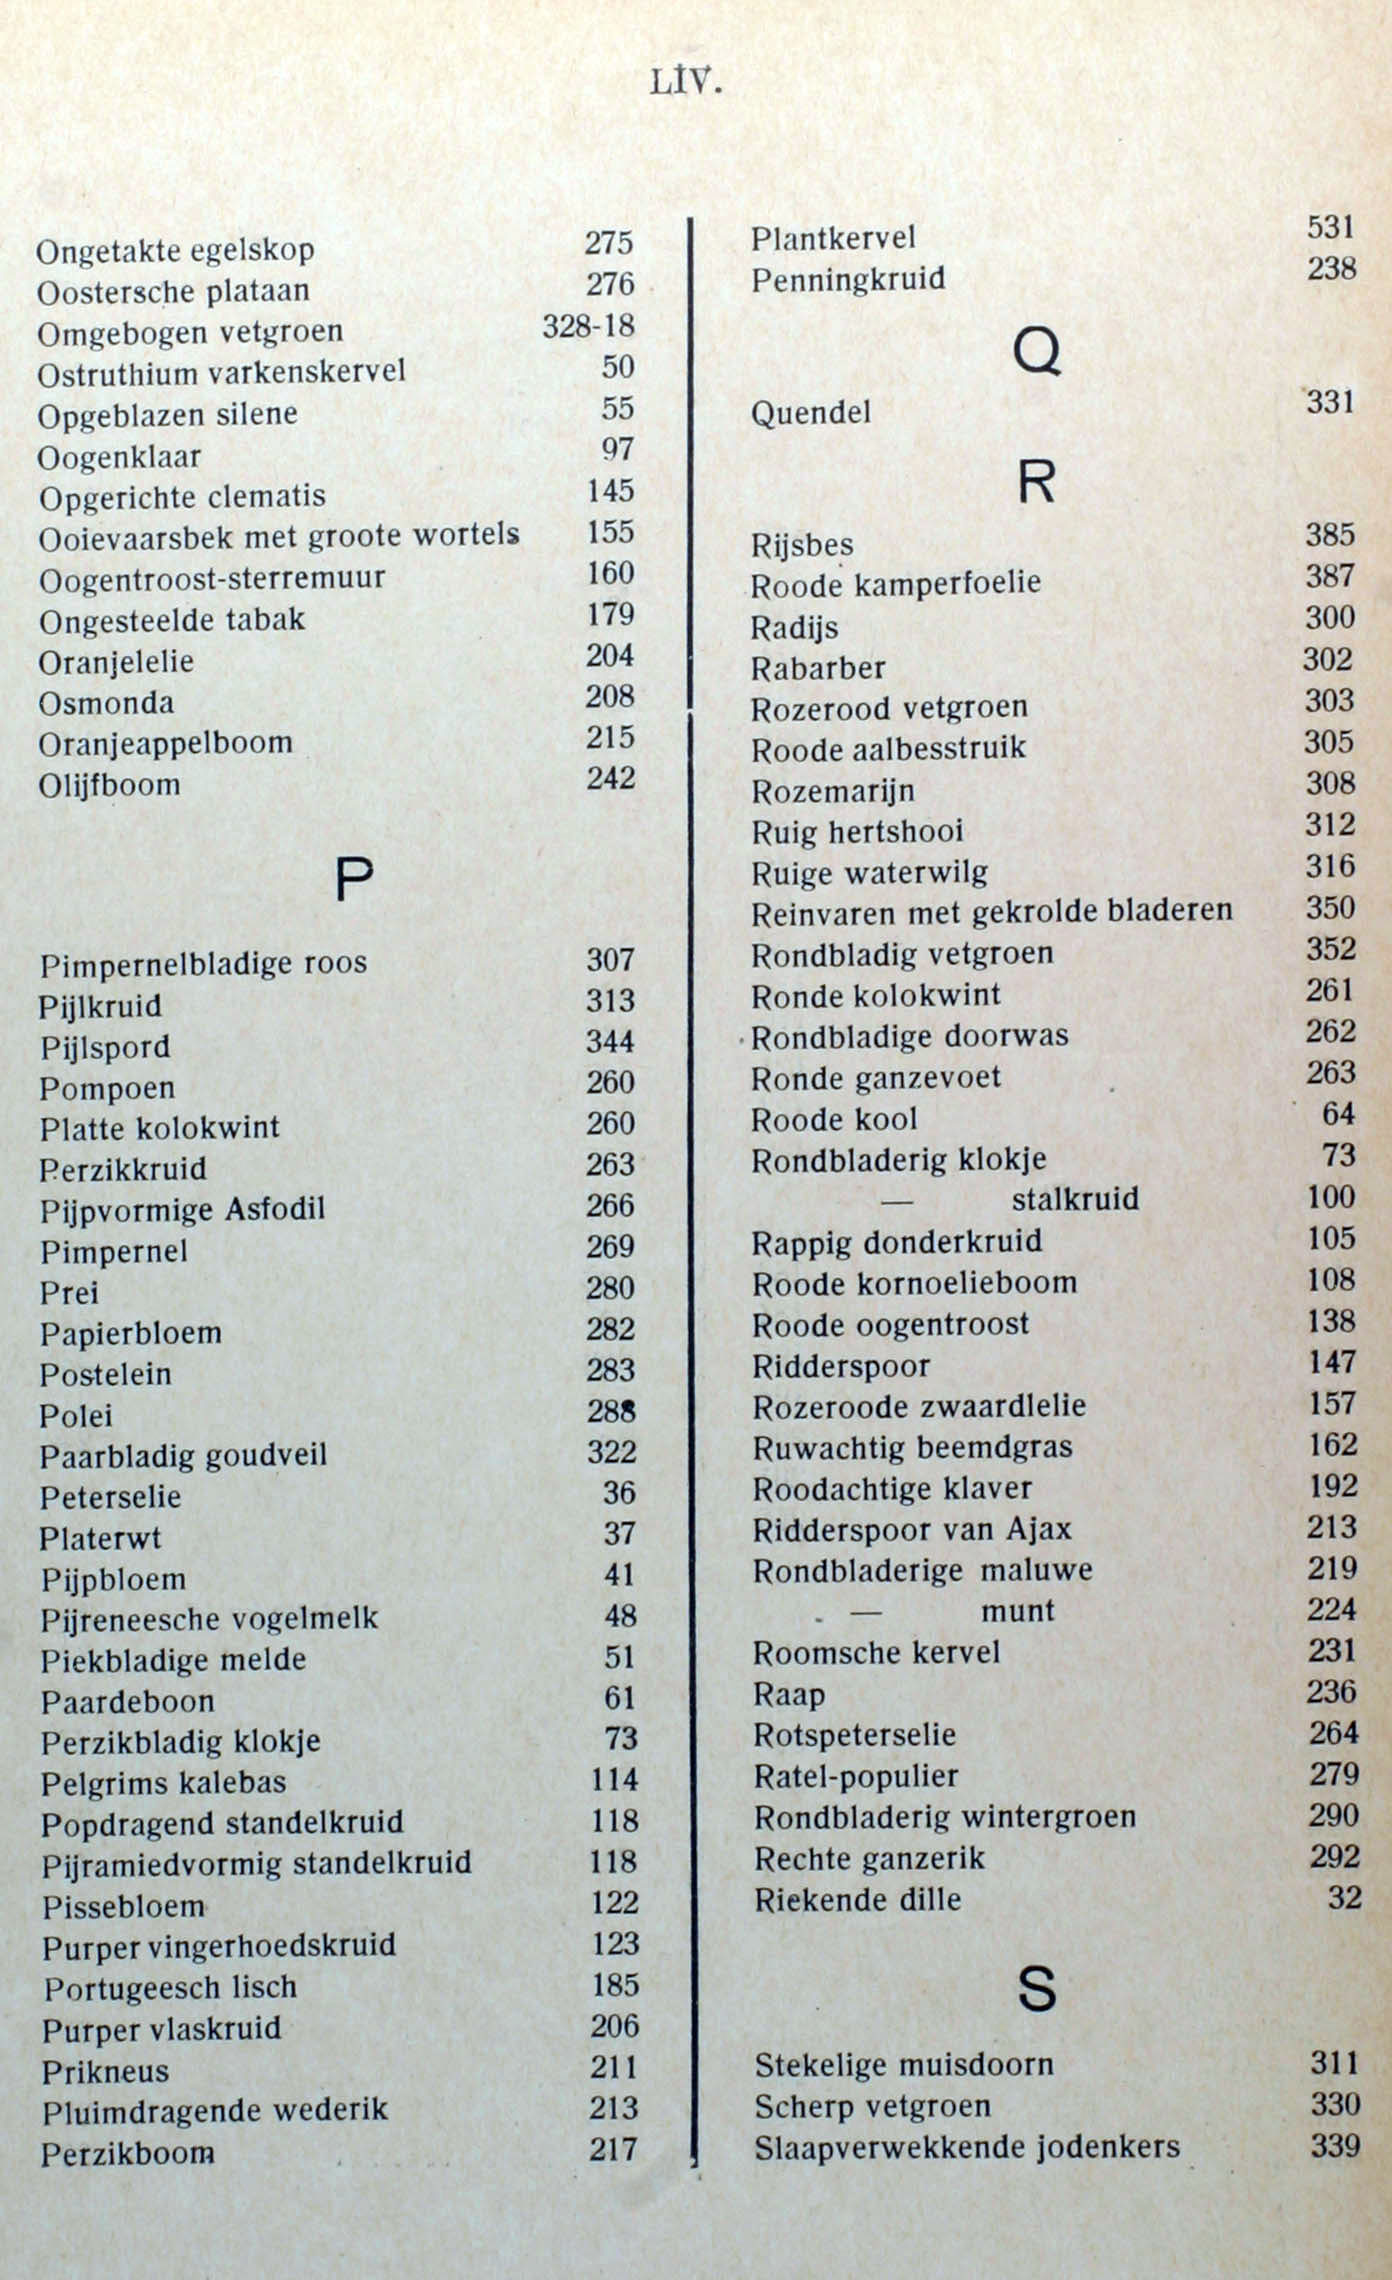 LIV.
Ongetakte egelskop 275
Oostersche plataan 276
Omgebogen vetgroen 328-18
Ostruthium varkenskervel 50
Opgeblazen silene 55
Oogenklaar 97
Opgerichte clematis 145
Ooievaarsbek met groote wortels 155
Oogentroost-sterremuur 160
Ongesteelde tabak 179
Oranjelelie 204
Osmonda 208
Oranjeappelboom 215
Olijfboom 242
P
Pimpernelbladige roos 307
Pijlkruid 313
Pijlspord 344
Pompoen 260
Platte kolokwint 260
Perzikkruid 263
Pijpvormige Asfodil 266
Pimpernel 269
Prei 280
Papierbloem 282
Postelein 283
Polei 288
Paarbladig goudveil 322
Peterselie 36
Platerwt 37
Pijpbloem 41
Pijreneesche vogelmelk 48
Piekbladige melde 51
Paardeboon 61
Perzikbladig klokje 73
Pelgrims kalebas 114
Popdragend standelkruid 118
Pijramiedvormig standelkruid 118
Pissebloem 122
Purper vingerhoedskruid 123
Portugeesch lisch 185
Purper vlaskruid 206
Prikneus 211
Pluimdragende wederik 213
Perzikboom 217
Plantkervel 531
Penningkruid 238
Q
Quendel 331
R
Rijsbes 385
Roode kamperfoelie 387
Radijs 300
Rabarber 302
Rozerood vetgroen 303
Roode aalbesstruik 305
Rozemarijn 308
Ruig hertshooi 312
Ruige waterwilg 316
Reinvaren met gekrolde bladeren 350
Rondbladig vetgroen 352
Ronde kolokwint 261
Rondbladige doorwas 262
Ronde ganzevoet 263
Roode kool 64
Rondbladerig klokje 73
— stalkruid 100
Rappig donderkruid 105
Roode kornoelieboom 108
Roode oogentroost 138
Ridderspoor 147
Rozeroode zwaardlelie 157
Ruwachtig beemdgras 162
Roodachtige klaver 192
Ridderspoor van Ajax 213
Rondbladerige maluwe 219
— munt 224
Roomsche kervel 231
Raap 236
Rotspeterselie 264
Ratel-populier 279
Rondbladerig wintergroen 290
Rechte ganzerik 292
Riekende dille 32
S
Stekelige muisdoorn 311
Scherp vetgroen 330
Slaapverwekkende jodenkers 339